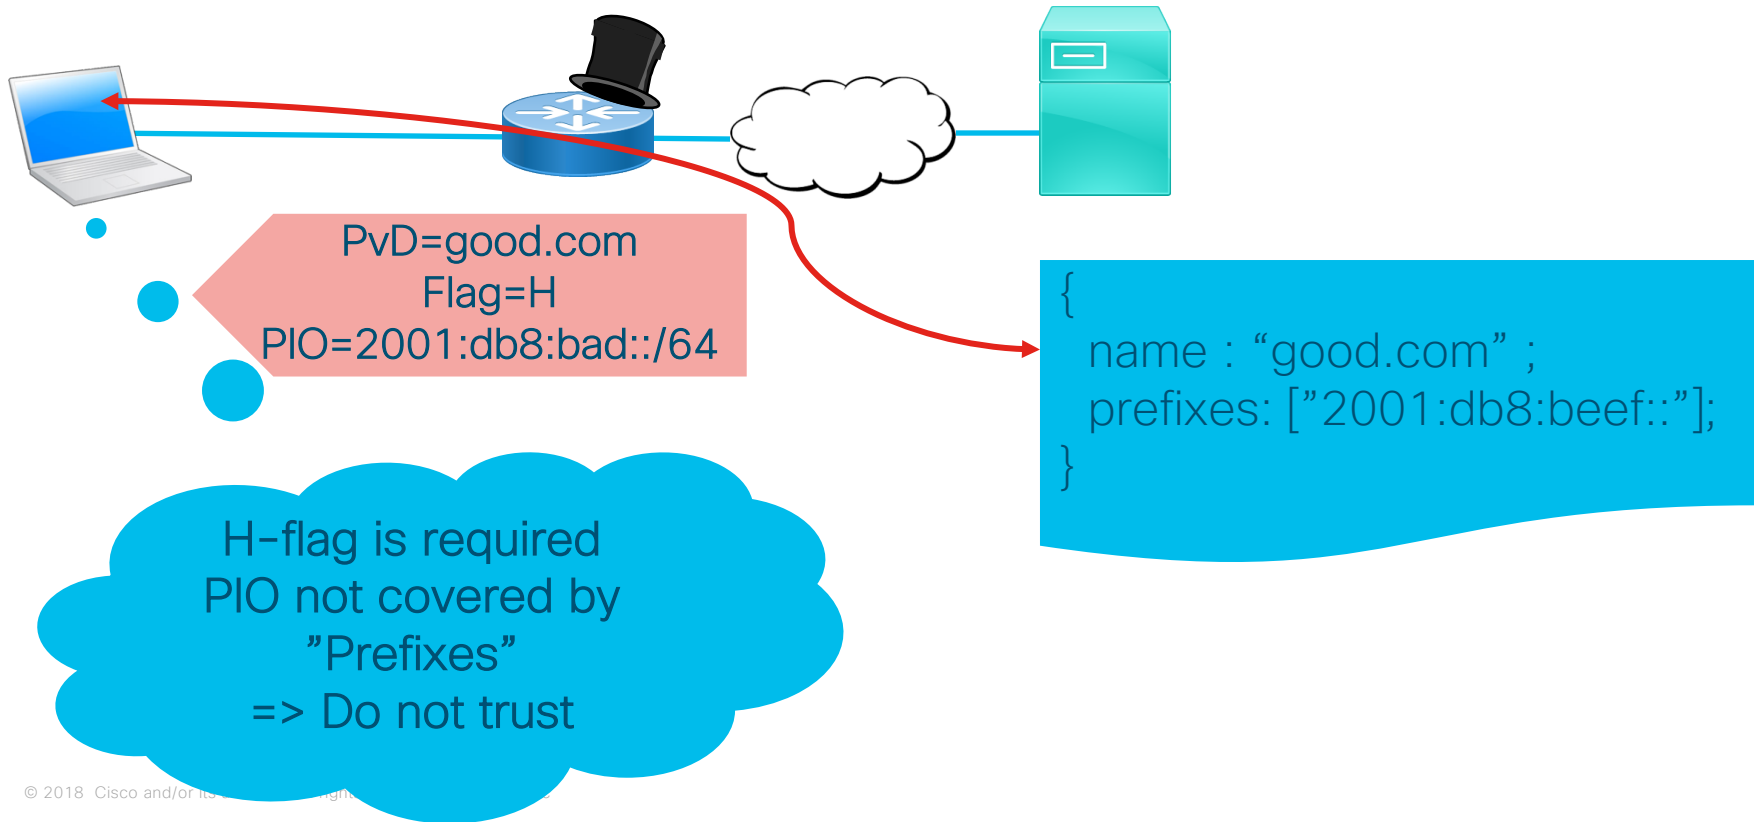 PvD=good.com
Flag=H
PIO=2001:db8:bad::/64
{
name : “good.com” ;
prefixes: [”2001:db8:beef::”];
}
H-flag is required
PIO not covered by
”Prefixes”
=> Do not trust
© 2018 Cisco and/or its